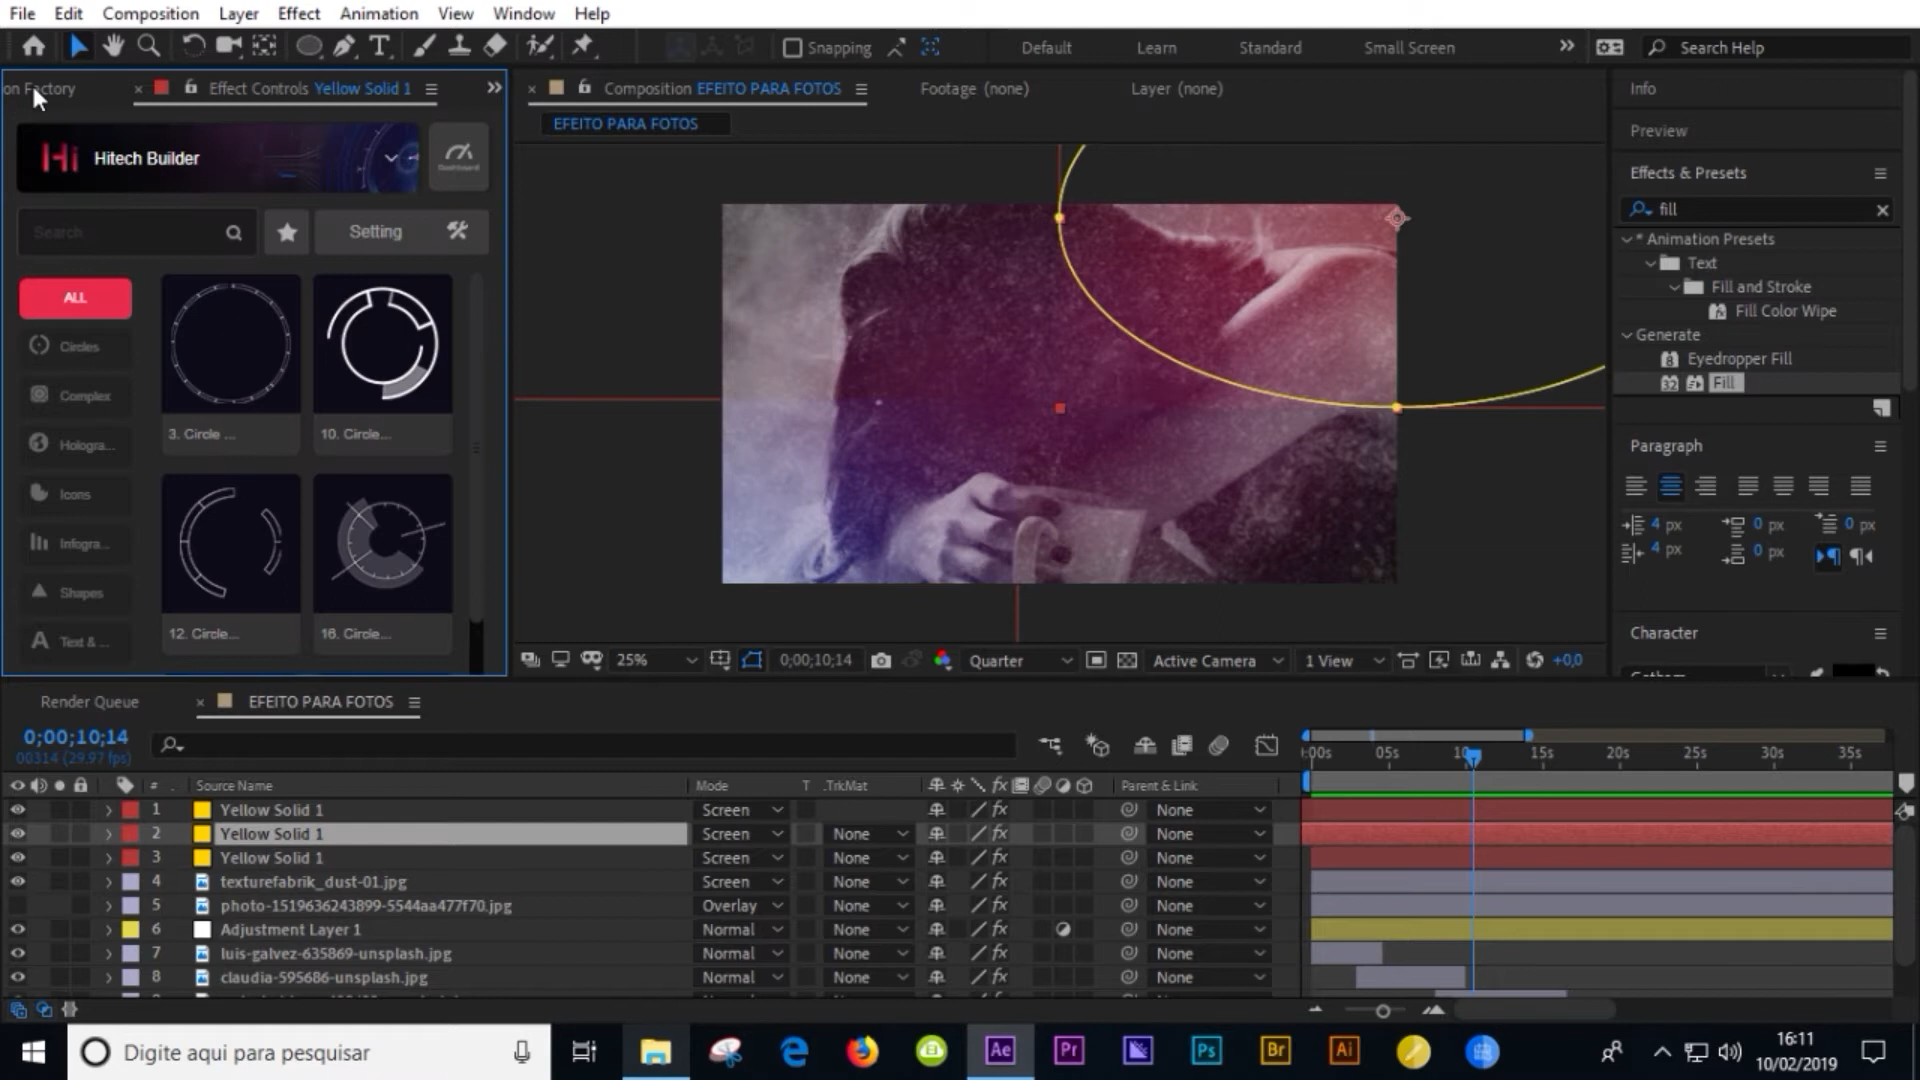 File Edit Composition Layer Effect Animation View Window Help
Snapping Default Learn Standard Small Screen Search Help
on Factory Effect Controls Yellow Solid 1
Composition EFEITO PARA FOTOS Footage (none) Layer (none)
EFEITO PARA FOTOS
Hi Hitech Builder
Dashboard
Search Setting
ALL
Circles
Complex
Hologra...
Icons
Infogra...
Shapes
Text & ...
3. Circle ...
10. Circle...
12. Circle...
16. Circle...
25% 0;00;10;14 Quarter Active Camera 1 View +0,0
Info
Preview
Effects & Presets
fill
* Animation Presets
Text
Fill and Stroke
Fill Color Wipe
Generate
Eyedropper Fill
Fill
Paragraph
4 px 0 px 0 px
4 px 0 px
Character
Render Queue EFEITO PARA FOTOS
0;00;10;14
00314 (29.97 fps)
:00s 05s 10 15s 20s 25s 30s 35s
# Source Name Mode T .TrkMat Parent & Link
1 Yellow Solid 1 Screen None
2 Yellow Solid 1 Screen None None
3 Yellow Solid 1 Screen None None
4 texturefabrik_dust-01.jpg Screen None None
5 photo-1519636243899-5544aa477f70.jpg Overlay None None
6 Adjustment Layer 1 Normal None None
7 luis-galvez-635869-unsplash.jpg Normal None None
8 claudia-595686-unsplash.jpg Normal None None
Digite aqui para pesquisar
Ae Pr Ps Br Ai
16:11
10/02/2019